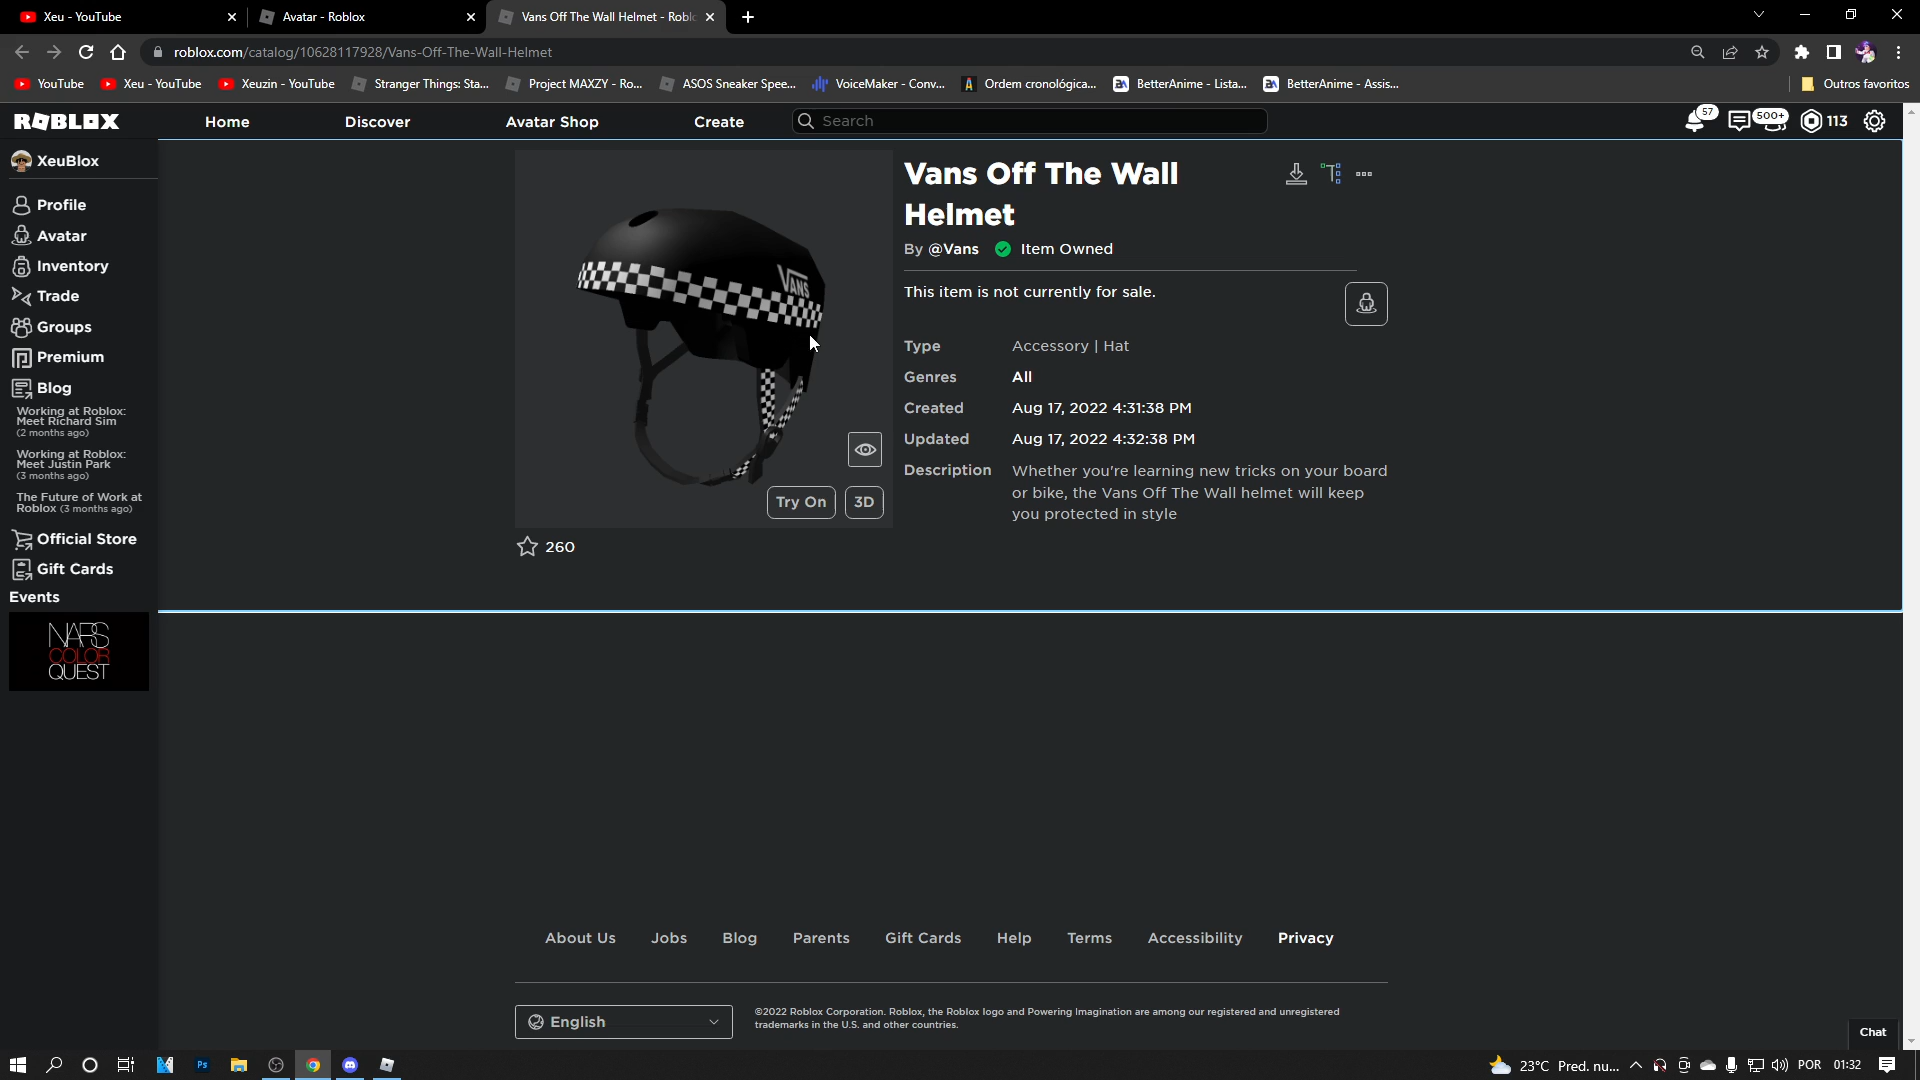 Xeu - YouTube
Avatar - Roblox
Vans Off The Wall Helmet - Robl
roblox.com/catalog/10628117928/Vans-Off-The-Wall-Helmet
YouTube
Xeu - YouTube
Xeuzin - YouTube
Stranger Things: Sta...
Project MAXZY - Ro...
ASOS Sneaker Spee...
VoiceMaker - Conv...
Ordem cronológica...
BetterAnime - Lista...
BetterAnime - Assis...
Outros favoritos
ROBLOX
Home
Discover
Avatar Shop
Create
Search
57
500+
113
XeuBlox
Profile
Avatar
Inventory
Trade
Groups
Premium
Blog
Working at Roblox:
Meet Richard Sim
(2 months ago)
Working at Roblox:
Meet Justin Park
(3 months ago)
The Future of Work at
Roblox (3 months ago)
Official Store
Gift Cards
Events
NARS
COLOR
QUEST
VANS
Try On
3D
260
Vans Off The Wall
Helmet
By @Vans Item Owned
This item is not currently for sale.
Type Accessory | Hat
Genres All
Created Aug 17, 2022 4:31:38 PM
Updated Aug 17, 2022 4:32:38 PM
Description Whether you're learning new tricks on your board
or bike, the Vans Off The Wall helmet will keep
you protected in style
About Us
Jobs
Blog
Parents
Gift Cards
Help
Terms
Accessibility
Privacy
English
©2022 Roblox Corporation. Roblox, the Roblox logo and Powering Imagination are among our registered and unregistered
trademarks in the U.S. and other countries.
Chat
Ps
23°C Pred. nu...
POR
01:32